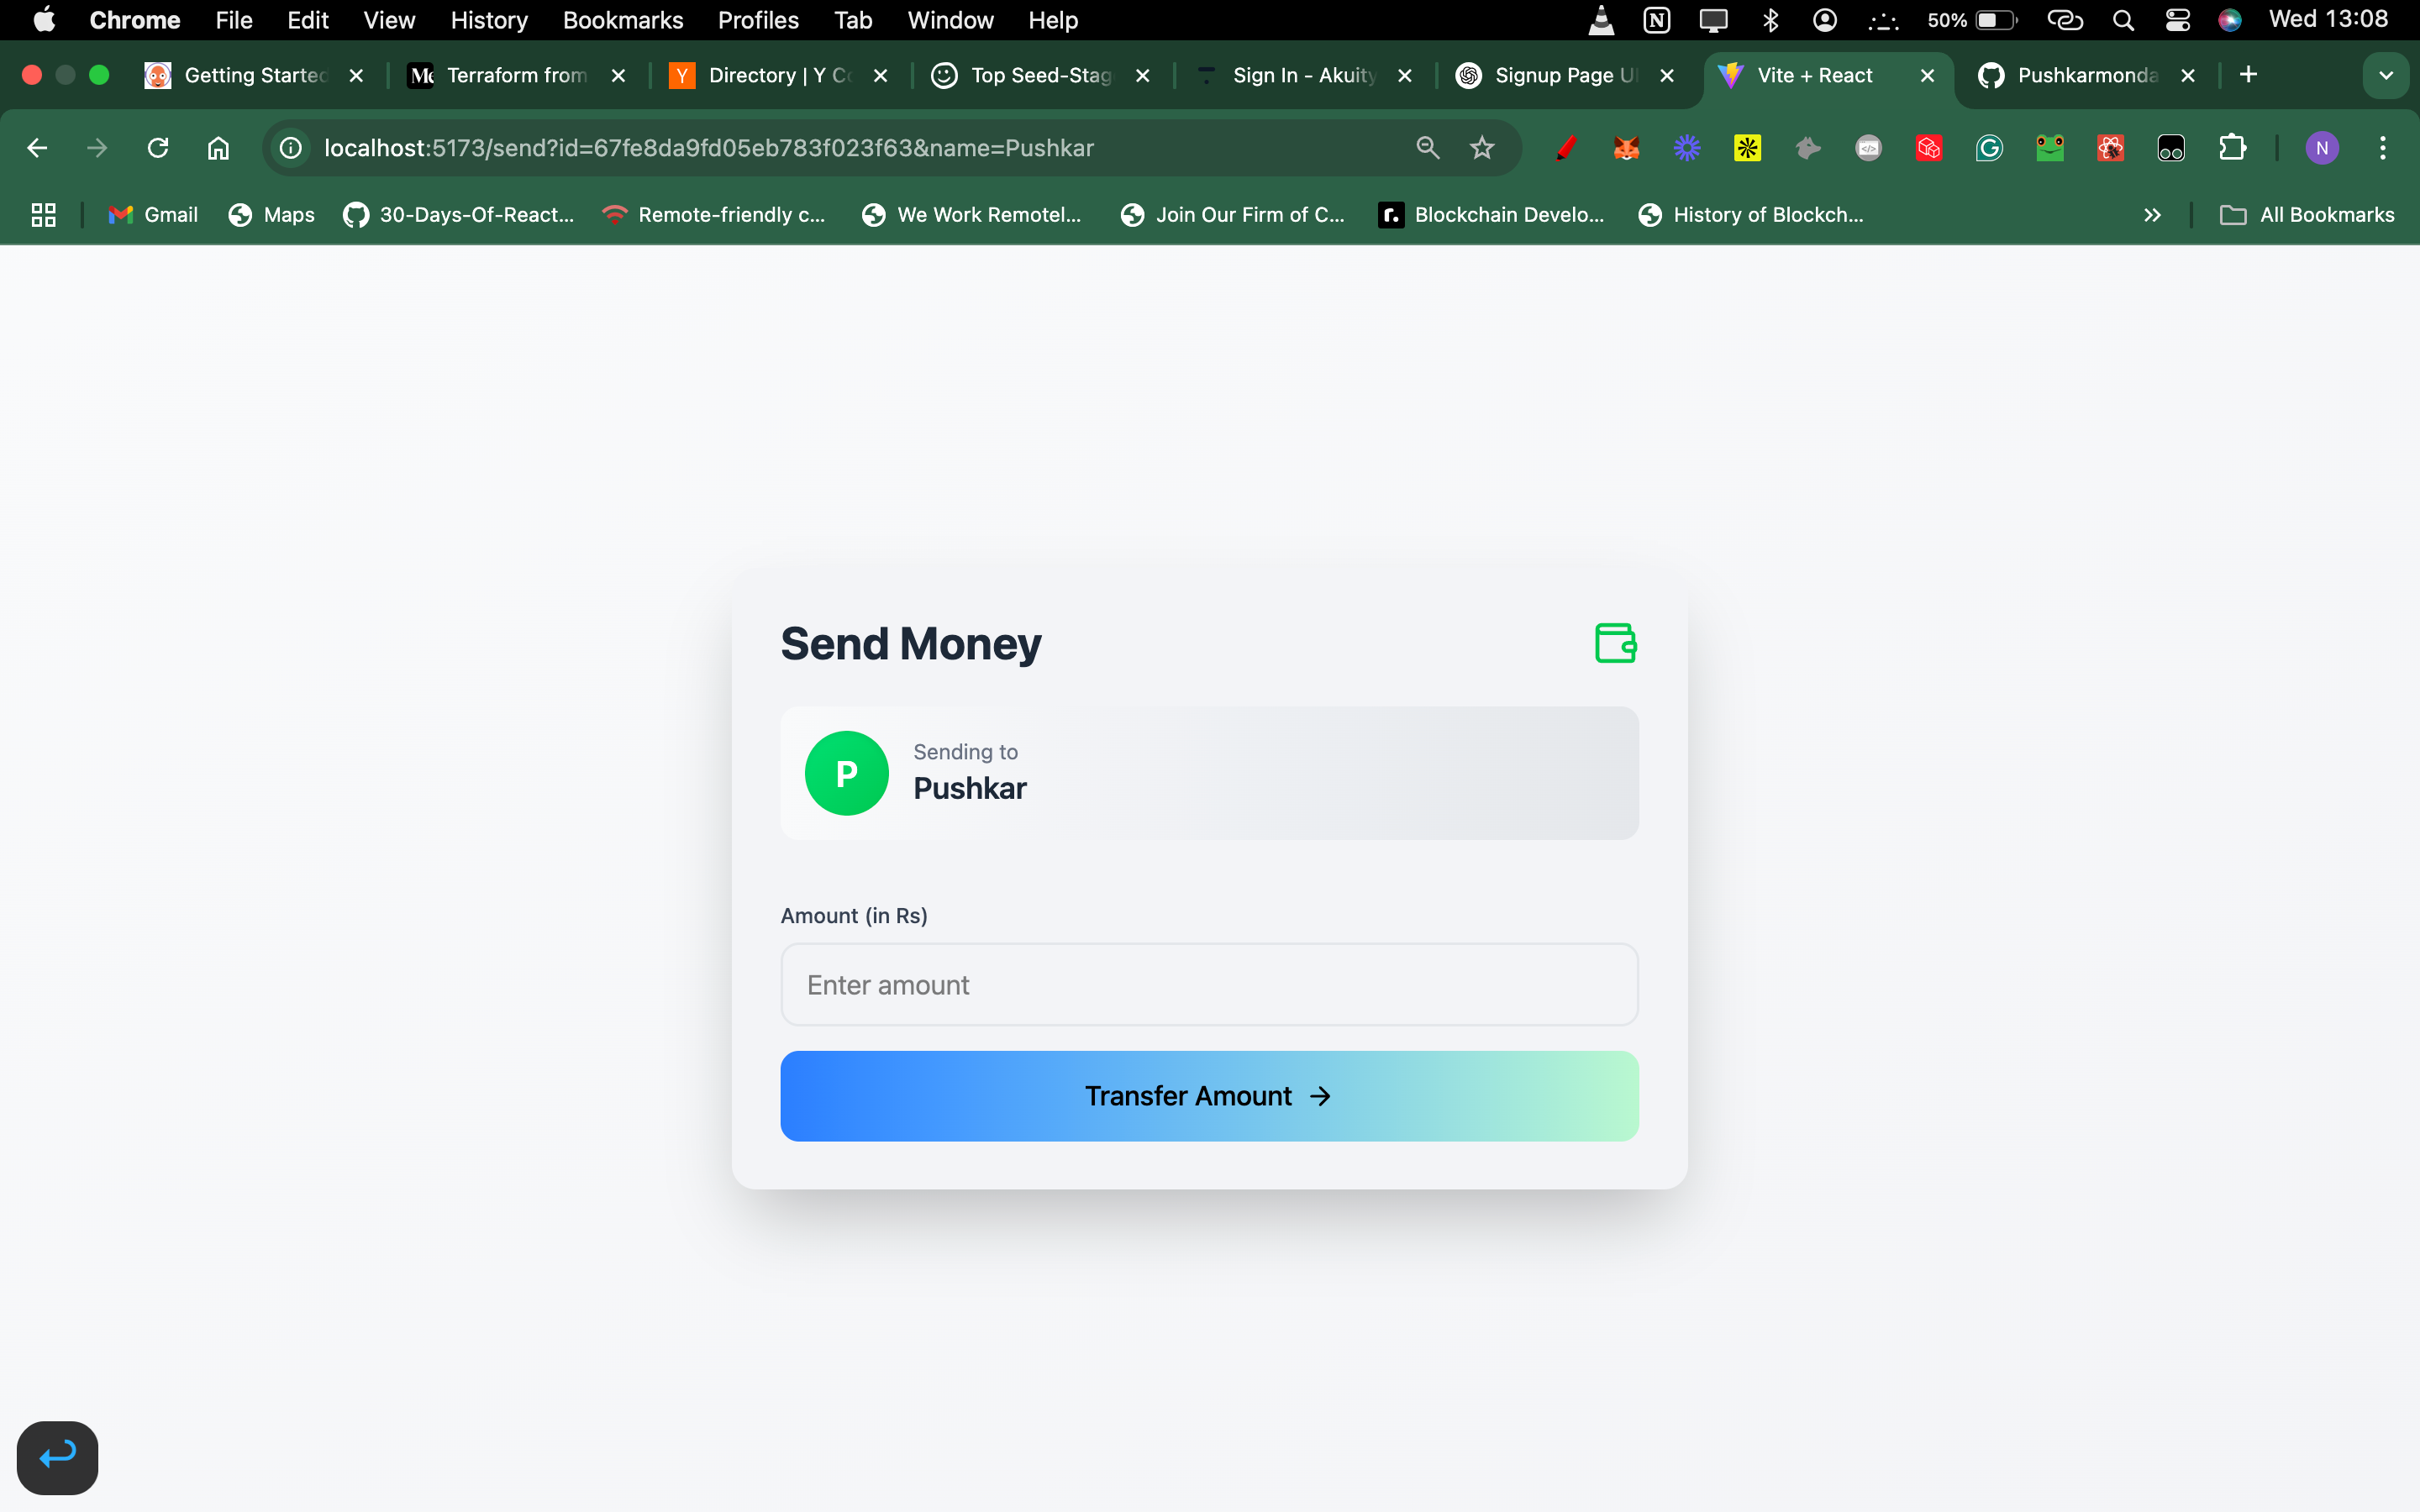 Chrome File Edit View History Bookmarks Profiles Tab Window Help 50% Wed 13:08
Getting Started Terraform from Directory | Y Co Top Seed-Stag Sign In - Akuity Signup Page UI Vite + React Pushkarmonda
localhost:5173/send?id=67fe8da9fd05eb783f023f63&name=Pushkar N
Gmail Maps 30-Days-Of-React... Remote-friendly c... We Work Remotel... Join Our Firm of C... Blockchain Develo... History of Blockch... All Bookmarks
Send Money
P
Sending to
Pushkar
Amount (in Rs)
Enter amount
Transfer Amount →